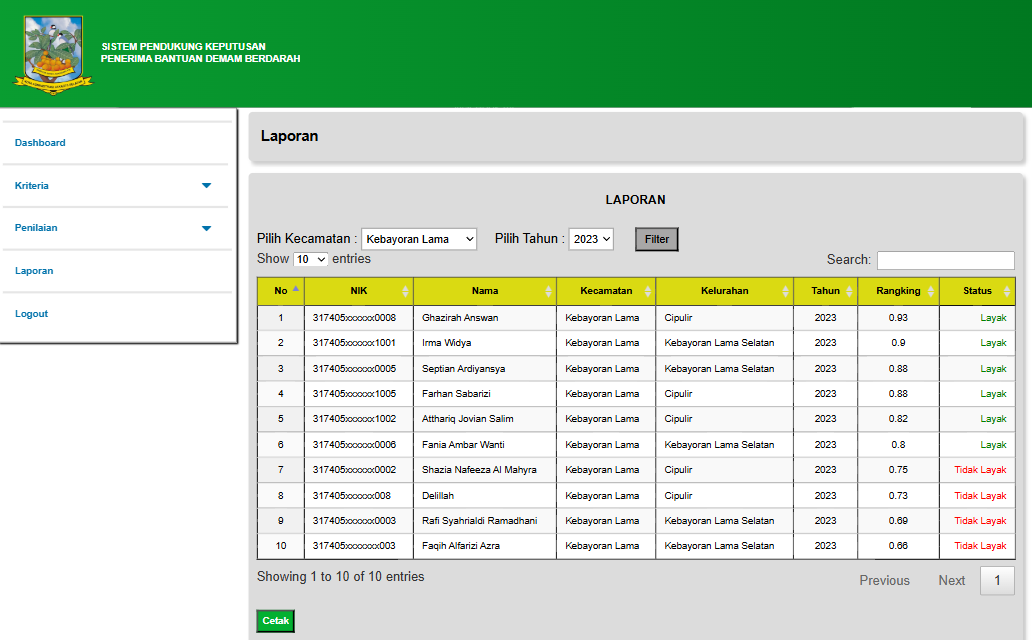 SISTEM PENDUKUNG KEPUTUSAN
PENERIMA BANTUAN DEMAM BERDARAH
Dashboard
Kriteria
Penilaian
Laporan
Logout
Laporan
LAPORAN
Pilih Kecamatan : Kebayoran Lama Pilih Tahun : 2023 Filter
Show 10 entries Search:
No NIK Nama Kecamatan Kelurahan Tahun Rangking Status
1 317405xxxxxx0008 Ghazirah Answan Kebayoran Lama Cipulir 2023 0.93 Layak
2 317405xxxxxx1001 Irma Widya Kebayoran Lama Kebayoran Lama Selatan 2023 0.9 Layak
3 317405xxxxxx0005 Septian Ardiyansya Kebayoran Lama Kebayoran Lama Selatan 2023 0.88 Layak
4 317405xxxxxx1005 Farhan Sabarizi Kebayoran Lama Cipulir 2023 0.88 Layak
5 317405xxxxxx1002 Atthariq Jovian Salim Kebayoran Lama Cipulir 2023 0.82 Layak
6 317405xxxxxx0006 Fania Ambar Wanti Kebayoran Lama Kebayoran Lama Selatan 2023 0.8 Layak
7 317405xxxxxx0002 Shazia Nafeeza Al Mahyra Kebayoran Lama Cipulir 2023 0.75 Tidak Layak
8 317405xxxxxx008 Delillah Kebayoran Lama Cipulir 2023 0.73 Tidak Layak
9 317405xxxxxx0003 Rafi Syahrialdi Ramadhani Kebayoran Lama Kebayoran Lama Selatan 2023 0.69 Tidak Layak
10 317405xxxxxxx003 Faqih Alfarizi Azra Kebayoran Lama Kebayoran Lama Selatan 2023 0.66 Tidak Layak
Showing 1 to 10 of 10 entries Previous Next 1
Cetak